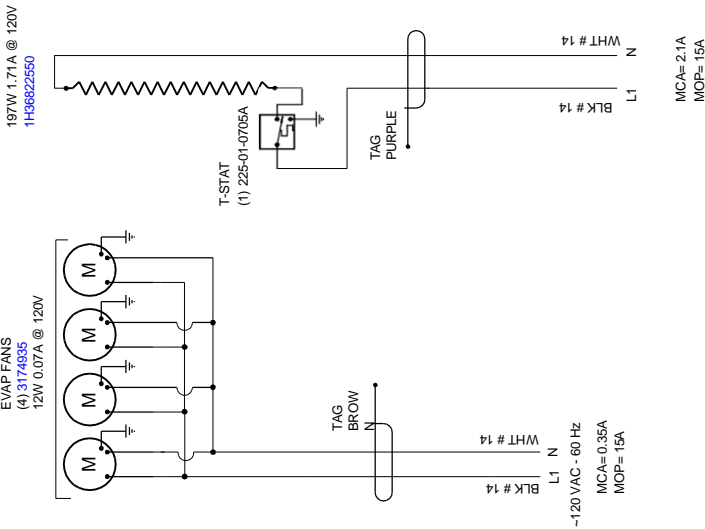 197W 1.71A @ 120V
1H36822550
T-STAT
(1) 225-01-0705A
TAG
PURPLE
WHT # 14
N
BLK # 14
L1
MCA= 2.1A
MOP= 15A
EVAP FANS
(4) 3174935
12W 0.07A @ 120V
M
M
M
M
TAG
BROW
N
WHT # 14
N
BLK # 14
L1
~120 VAC - 60 Hz
MCA= 0.35A
MOP= 15A